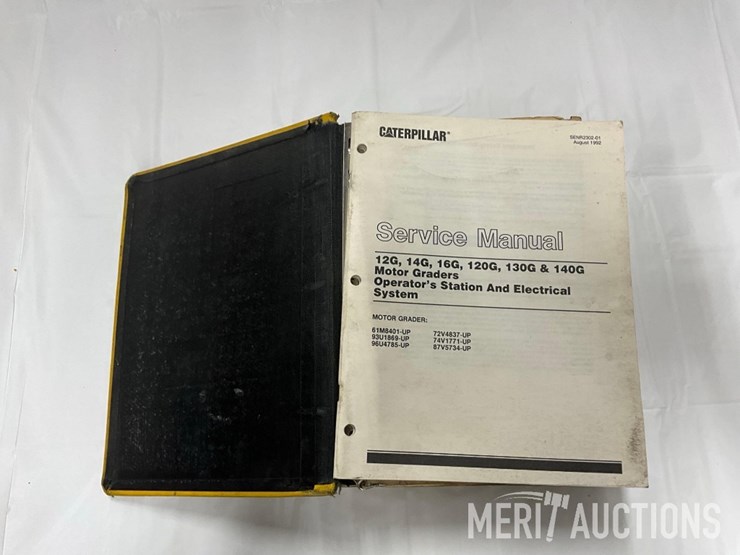 CATERPILLAR®
SENR2302-01
August 1992
Service Manual
12G, 14G, 16G, 120G, 130G & 140G
Motor Graders
Operator's Station And Electrical
System
MOTOR GRADER:
61M8401-UP 72V4837-UP
93U1869-UP 74V1771-UP
96U4785-UP 87V5734-UP
MERIT AUCTIONS